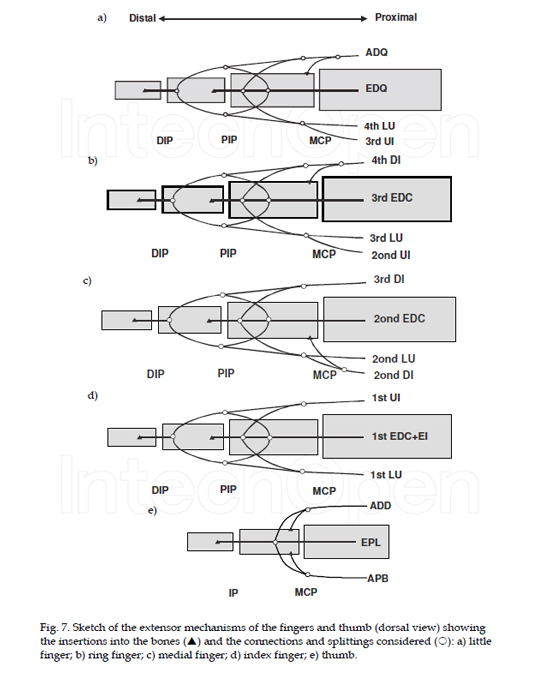 a) Distal Proximal
ADQ
EDQ
4th LU
3rd UI
DIP PIP MCP
b)
4th DI
3rd EDC
3rd LU
2ond UI
DIP PIP MCP
c)
3rd DI
2ond EDC
2ond LU
2ond DI
DIP PIP MCP
d)
1st UI
1st EDC+EI
1st LU
DIP PIP MCP
e)
ADD
EPL
APB
IP MCP
Fig. 7. Sketch of the extensor mechanisms of the fingers and thumb (dorsal view) showing
the insertions into the bones (▲) and the connections and splittings considered (○): a) little
finger; b) ring finger; c) medial finger; d) index finger; e) thumb.
IntechOpen
IntechOpen